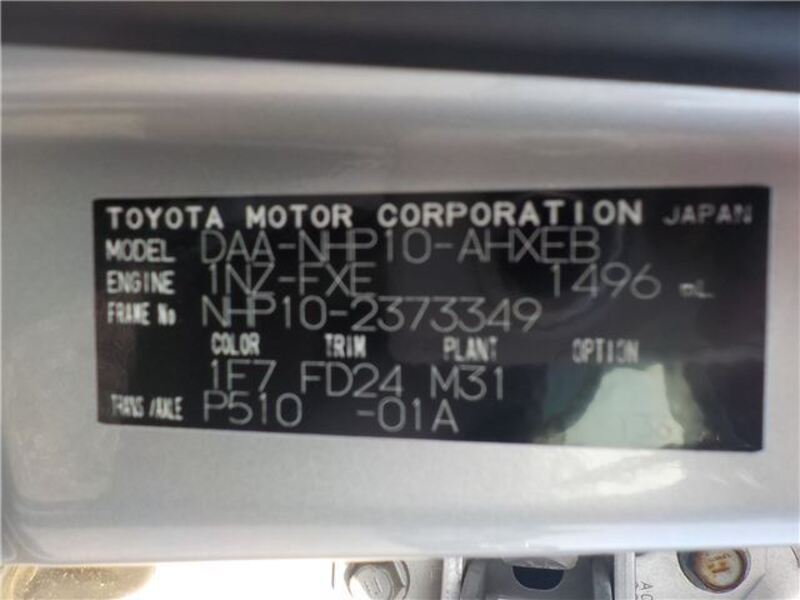 TOYOTA MOTOR CORPORATION JAPAN
MODEL DAA-NHP10-AHXEB
ENGINE 1NZ-FXE 1496 mL
FRAME No NHP10-2373349
COLOR TRIM PLANT OPTION
1F7 FD24 M31
TRANS/AXLE P510 -01A